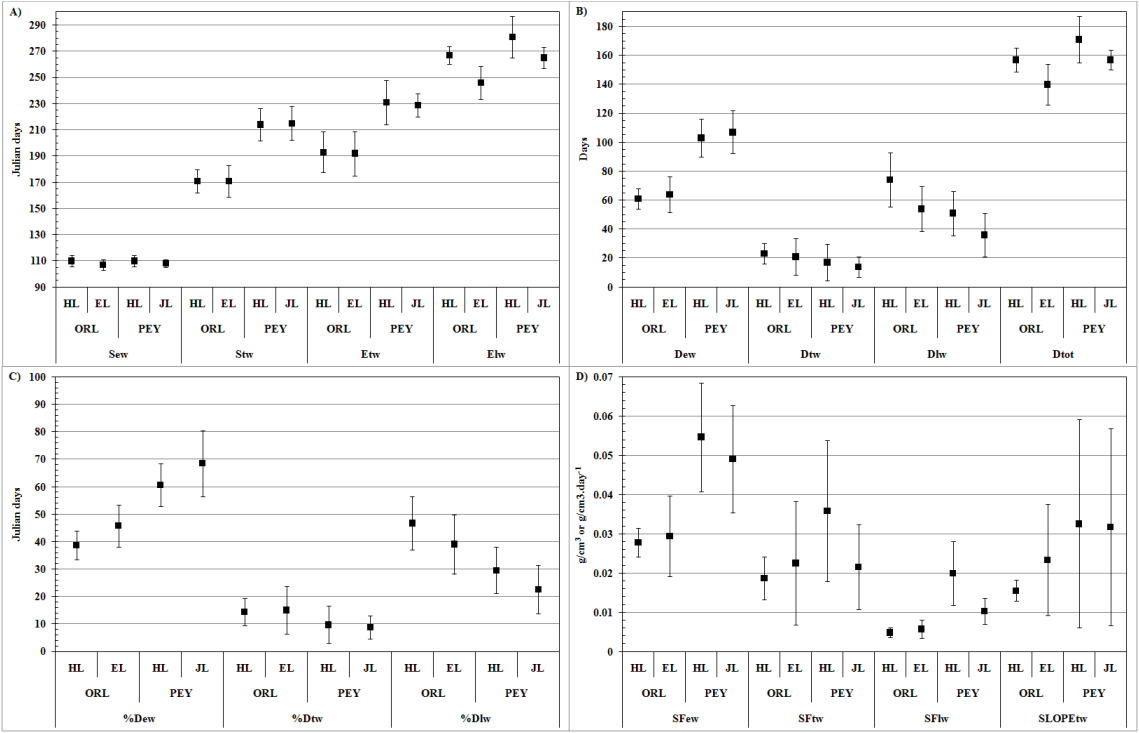 A)
Julian days
290
270
250
230
210
190
170
150
130
110
90
HL EL HL JL HL EL HL JL HL EL HL JL HL EL HL JL
ORL PEY ORL PEY ORL PEY ORL PEY
Sew Stw Etw Elw
B)
Days
180
160
140
120
100
80
60
40
20
0
HL EL HL JL HL EL HL JL HL EL HL JL HL EL HL JL
ORL PEY ORL PEY ORL PEY ORL PEY
Dew Dtw Dlw Dtot
C)
Julian days
100
90
80
70
60
50
40
30
20
10
0
HL EL HL JL HL EL HL JL HL EL HL JL
ORL PEY ORL PEY ORL PEY
%Dew %Dtw %Dlw
D)
g/cm³ or g/cm3.day⁻¹
0.07
0.06
0.05
0.04
0.03
0.02
0.01
0
HL EL HL JL HL EL HL JL HL EL HL JL HL EL HL JL
ORL PEY ORL PEY ORL PEY ORL PEY
SFew SFtw SFlw SLOPEtw